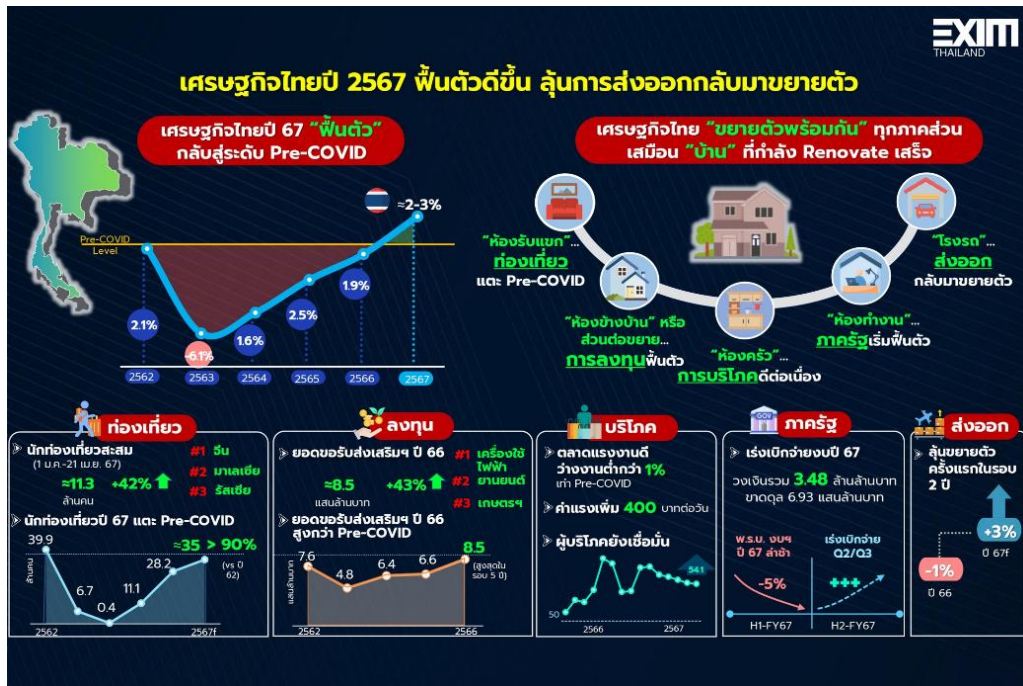 EXIM
THAILAND
เศรษฐกิจไทยปี 2567 ฟื้นตัวดีขึ้น ลุ้นการส่งออกกลับมาขยายตัว
เศรษฐกิจไทยปี 67 “ฟื้นตัว”
กลับสู่ระดับ Pre-COVID
≈2-3%
Pre-COVID
Level
2.1%
-6.1%
1.6%
2.5%
1.9%
2562
2563
2564
2565
2566
2567
เศรษฐกิจไทย “ขยายตัวพร้อมกัน” ทุกภาคส่วน
เสมือน “บ้าน” ที่กำลัง Renovate เสร็จ
“ห้องรับแขก”...
ท่องเที่ยว
แตะ Pre-COVID
“ห้องข้างบ้าน” หรือ
ส่วนต่อขยาย...
การลงทุนฟื้นตัว
“ห้องครัว”...
การบริโภคดีต่อเนื่อง
“ห้องทำงาน”...
ภาครัฐเริ่มฟื้นตัว
“โรงรถ”...
ส่งออก
กลับมาขยายตัว
ท่องเที่ยว
นักท่องเที่ยวสะสม
(1 ม.ค.-21 เม.ย. 67)
≈11.3
ล้านคน
+42%
#1 จีน
#2 มาเลเซีย
#3 รัสเซีย
นักท่องเที่ยวปี 67 แตะ Pre-COVID
39.9
6.7
0.4
11.1
28.2
≈35 > 90%
(vs ปี
62)
ล้านคน
2562
2567f
ลงทุน
ยอดขอรับส่งเสริมฯ ปี 66
≈8.5
แสนล้านบาท
+43%
#1 เครื่องใช้
ไฟฟ้า
#2 ยานยนต์
#3 เกษตรฯ
ยอดขอรับส่งเสริมฯ ปี 66
สูงกว่า Pre-COVID
7.6
4.8
6.4
6.6
8.5
(สูงสุดใน
รอบ 5 ปี)
แสนล้านบาท
2562
2566
บริโภค
ตลาดแรงงานดี
ว่างงานต่ำกว่า 1%
เท่า Pre-COVID
ค่าแรงเพิ่ม 400 บาทต่อวัน
ผู้บริโภคยังเชื่อมั่น
54.1
50
2566
2567
GOV
ภาครัฐ
เร่งเบิกจ่ายงบปี 67
วงเงินรวม 3.48 ล้านล้านบาท
ขาดดุล 6.93 แสนล้านบาท
พ.ร.บ. งบฯ
ปี 67 ล่าช้า
-5%
เร่งเบิกจ่าย
Q2/Q3
+++
H1-FY67
H2-FY67
ส่งออก
ลุ้นขยายตัว
ครั้งแรกในรอบ
2 ปี
+3%
ปี 67f
-1%
ปี 66